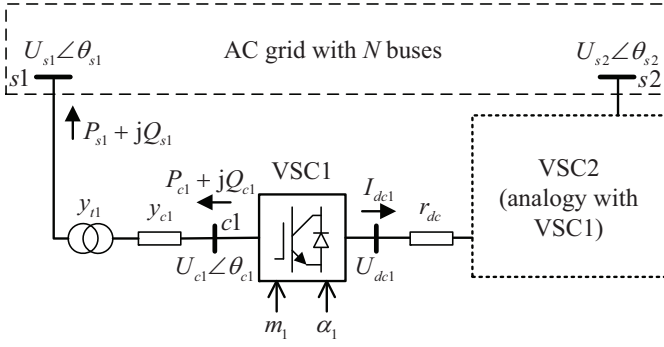 U_{s1}∠θ_{s1} AC grid with N buses U_{s2}∠θ_{s2}
s1 s2
P_{s1} + jQ_{s1}
VSC1
P_{c1} + jQ_{c1} I_{dc1}
y_{t1} y_{c1} c1 r_{dc}
U_{c1}∠θ_{c1} U_{dc1}
m_1 α_1
VSC2
(analogy with
VSC1)